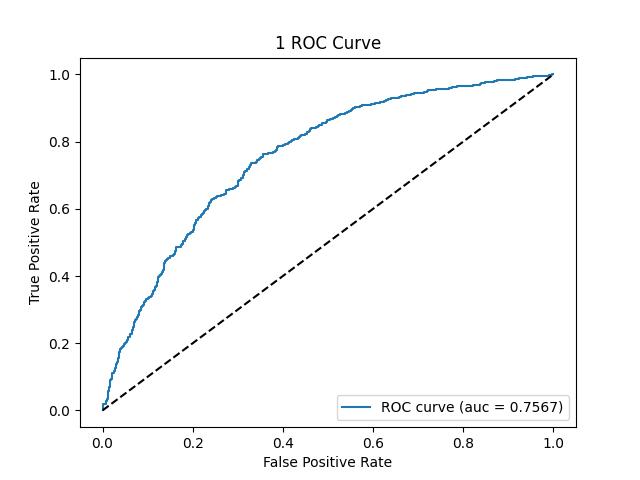 1 ROC Curve
1.0
0.8
0.6
0.4
0.2
0.0
True Positive Rate
ROC curve (auc = 0.7567)
0.0 0.2 0.4 0.6 0.8 1.0
False Positive Rate